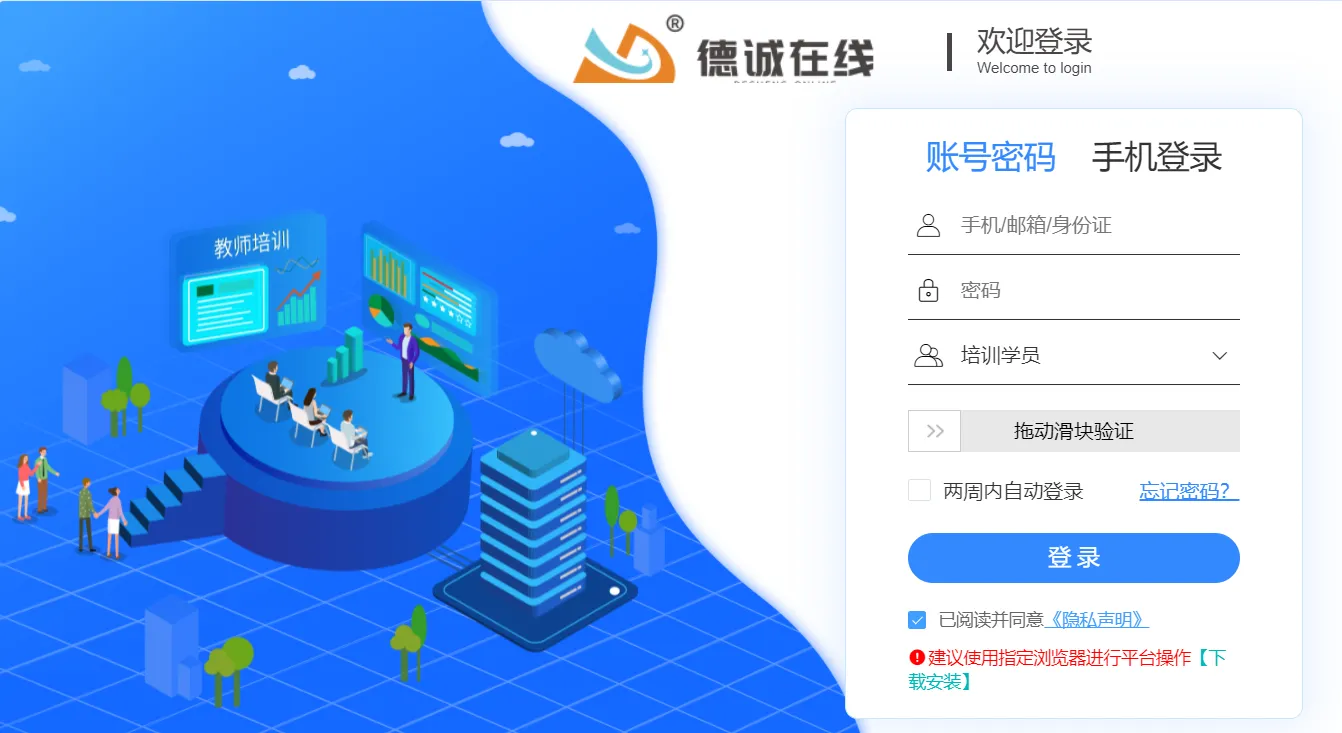 ®
德诚在线
欢迎登录
Welcome to login
账号密码 手机登录
手机/邮箱/身份证
密码
培训学员
拖动滑块验证
两周内自动登录 忘记密码?
登录
已阅读并同意《隐私声明》
建议使用指定浏览器进行平台操作【下
载安装】
教师培训